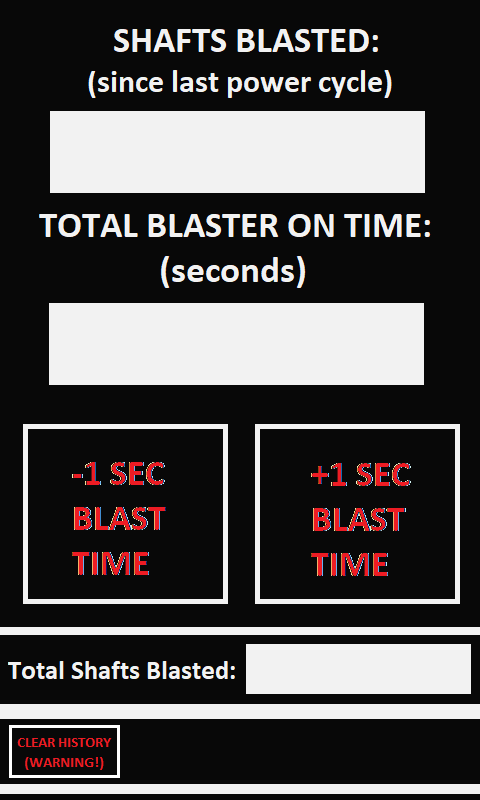 SHAFTS BLASTED:
(since last power cycle)
TOTAL BLASTER ON TIME:
(seconds)
-1 SEC
BLAST
TIME
+1 SEC
BLAST
TIME
Total Shafts Blasted:
CLEAR HISTORY
(WARNING!)